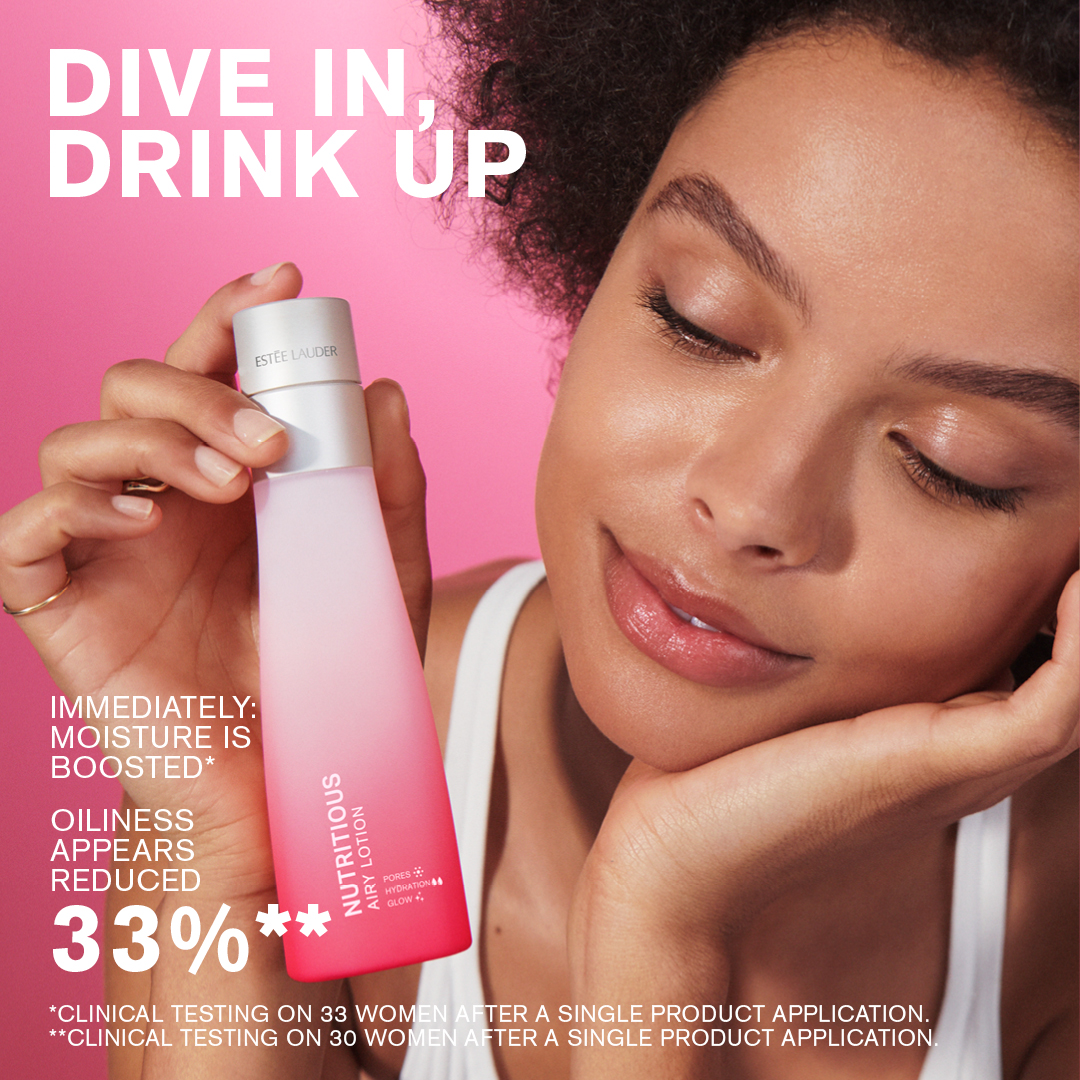 DIVE IN,
DRINK UP
ESTĒE LAUDER
IMMEDIATELY:
MOISTURE IS
BOOSTED*
OILINESS
APPEARS
REDUCED
33%**
NUTRITIOUS
AIRY LOTION
PORES
HYDRATION
GLOW
*CLINICAL TESTING ON 33 WOMEN AFTER A SINGLE PRODUCT APPLICATION.
**CLINICAL TESTING ON 30 WOMEN AFTER A SINGLE PRODUCT APPLICATION.